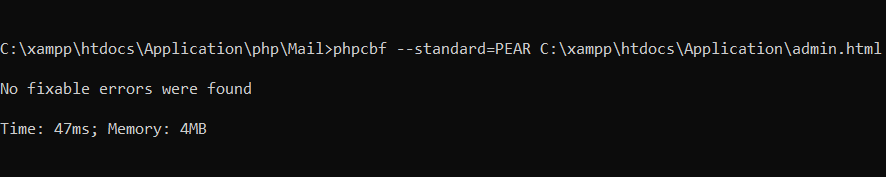 C:\xampp\htdocs\Application\php\Mail>phpcbf --standard=PEAR C:\xampp\htdocs\Application\admin.html
No fixable errors were found
Time: 47ms; Memory: 4MB